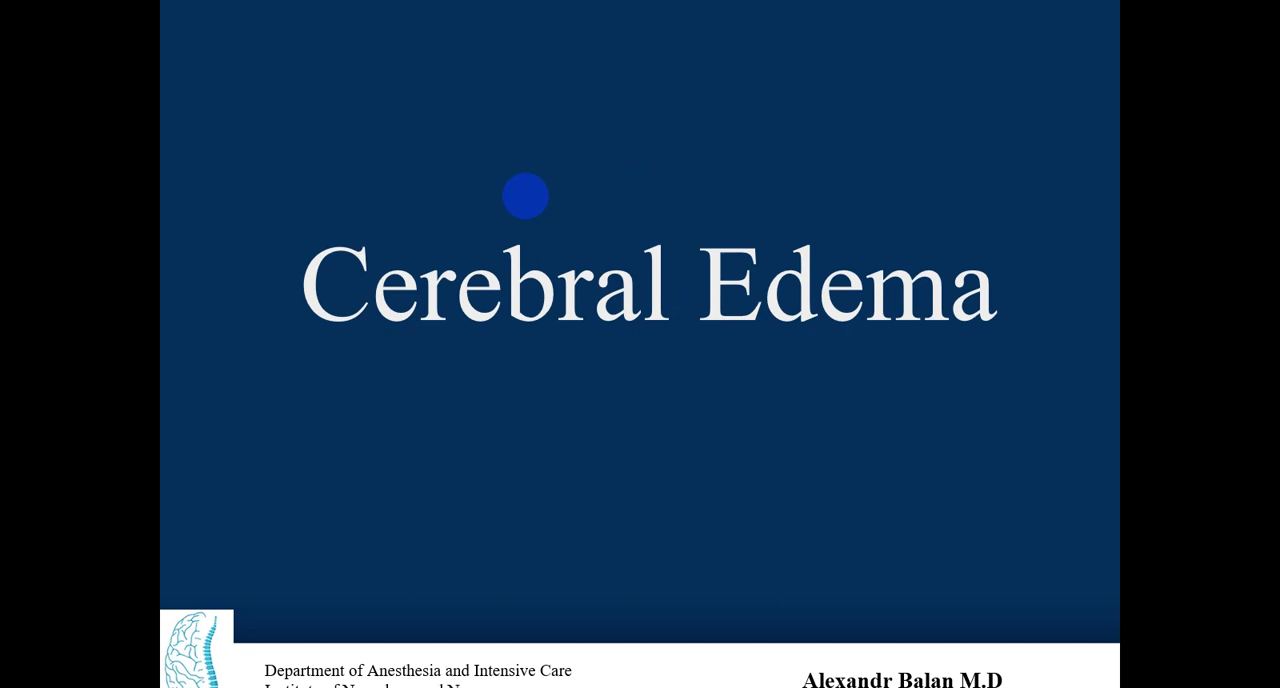 Cerebral Edema
Department of Anesthesia and Intensive Care
Alexandr Balan M.D